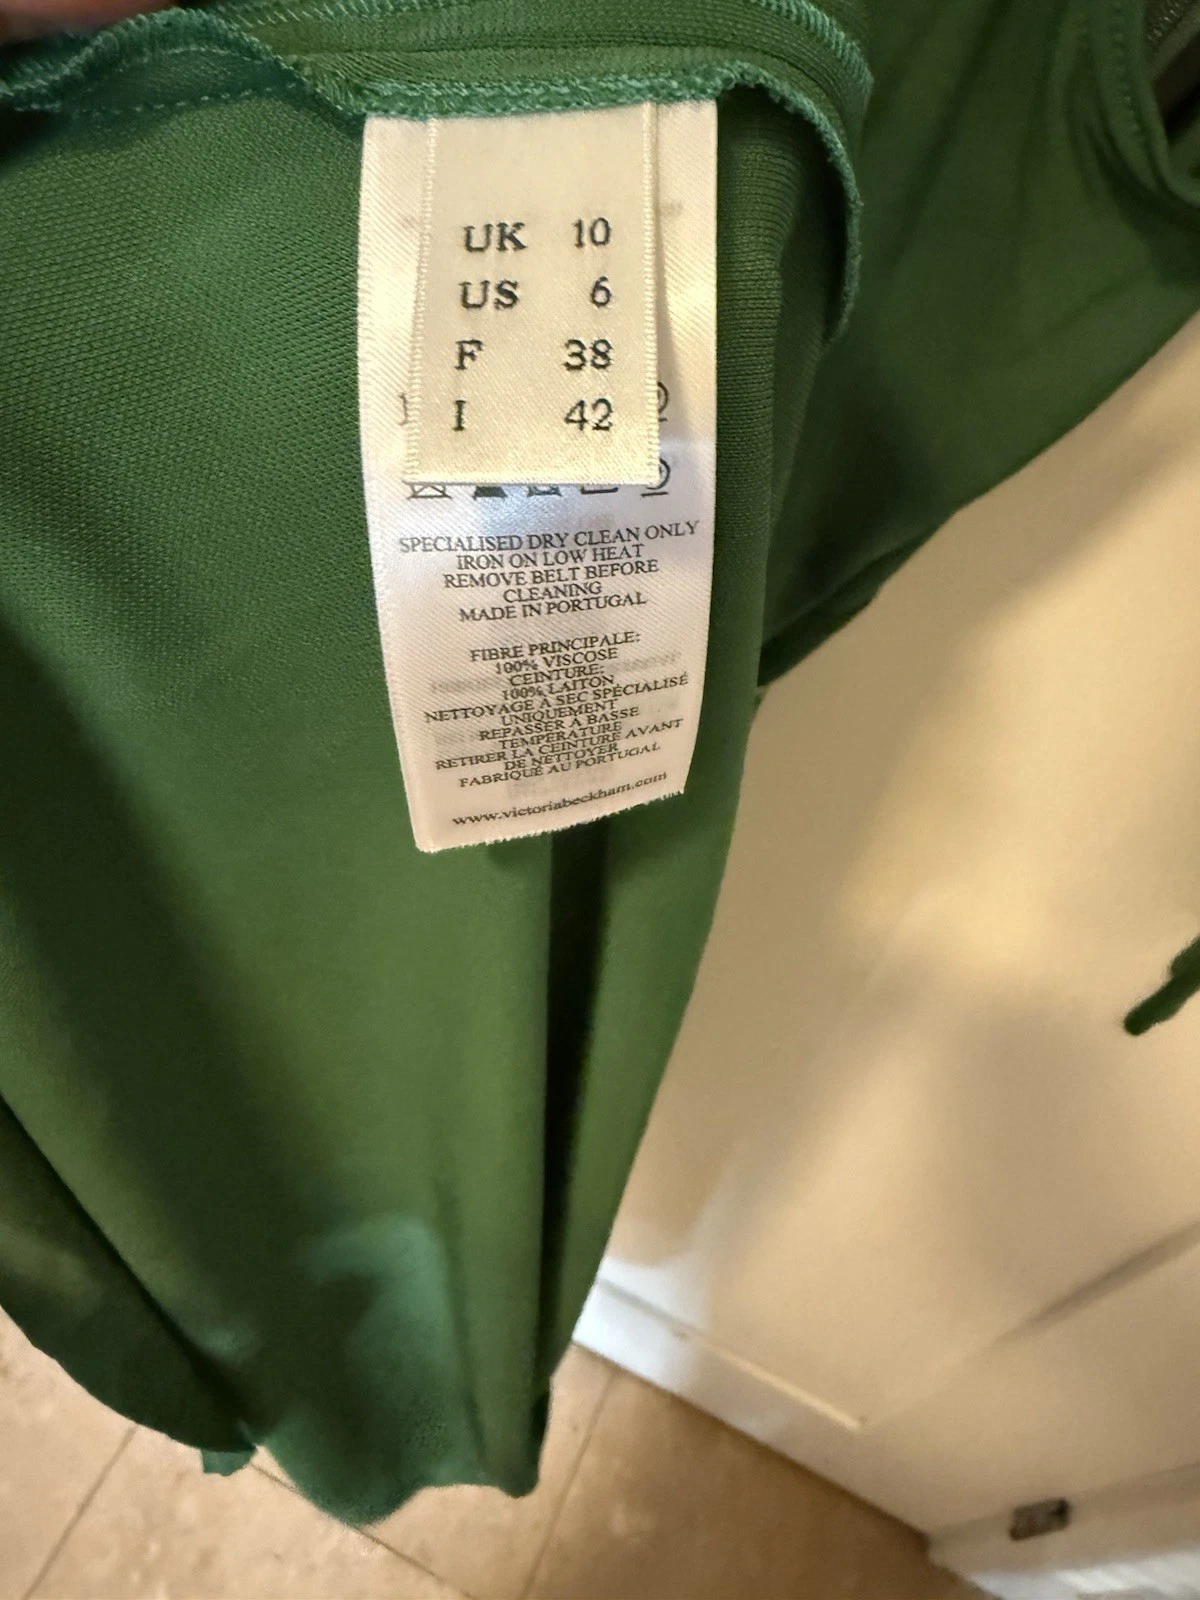 UK 10
US 6
F 38
I 42
SPECIALISED DRY CLEAN ONLY
IRON ON LOW HEAT
REMOVE BELT BEFORE
CLEANING
MADE IN PORTUGAL
FIBRE PRINCIPALE:
100% VISCOSE
CEINTURE:
100% LAITON
NETTOYAGE À SEC SPÉCIALISÉ
UNIQUEMENT
REPASSER À BASSE
TEMPÉRATURE
RETIRER LA CEINTURE AVANT
DE NETTOYER
FABRIQUÉ AU PORTUGAL
www.victoriabeckham.com